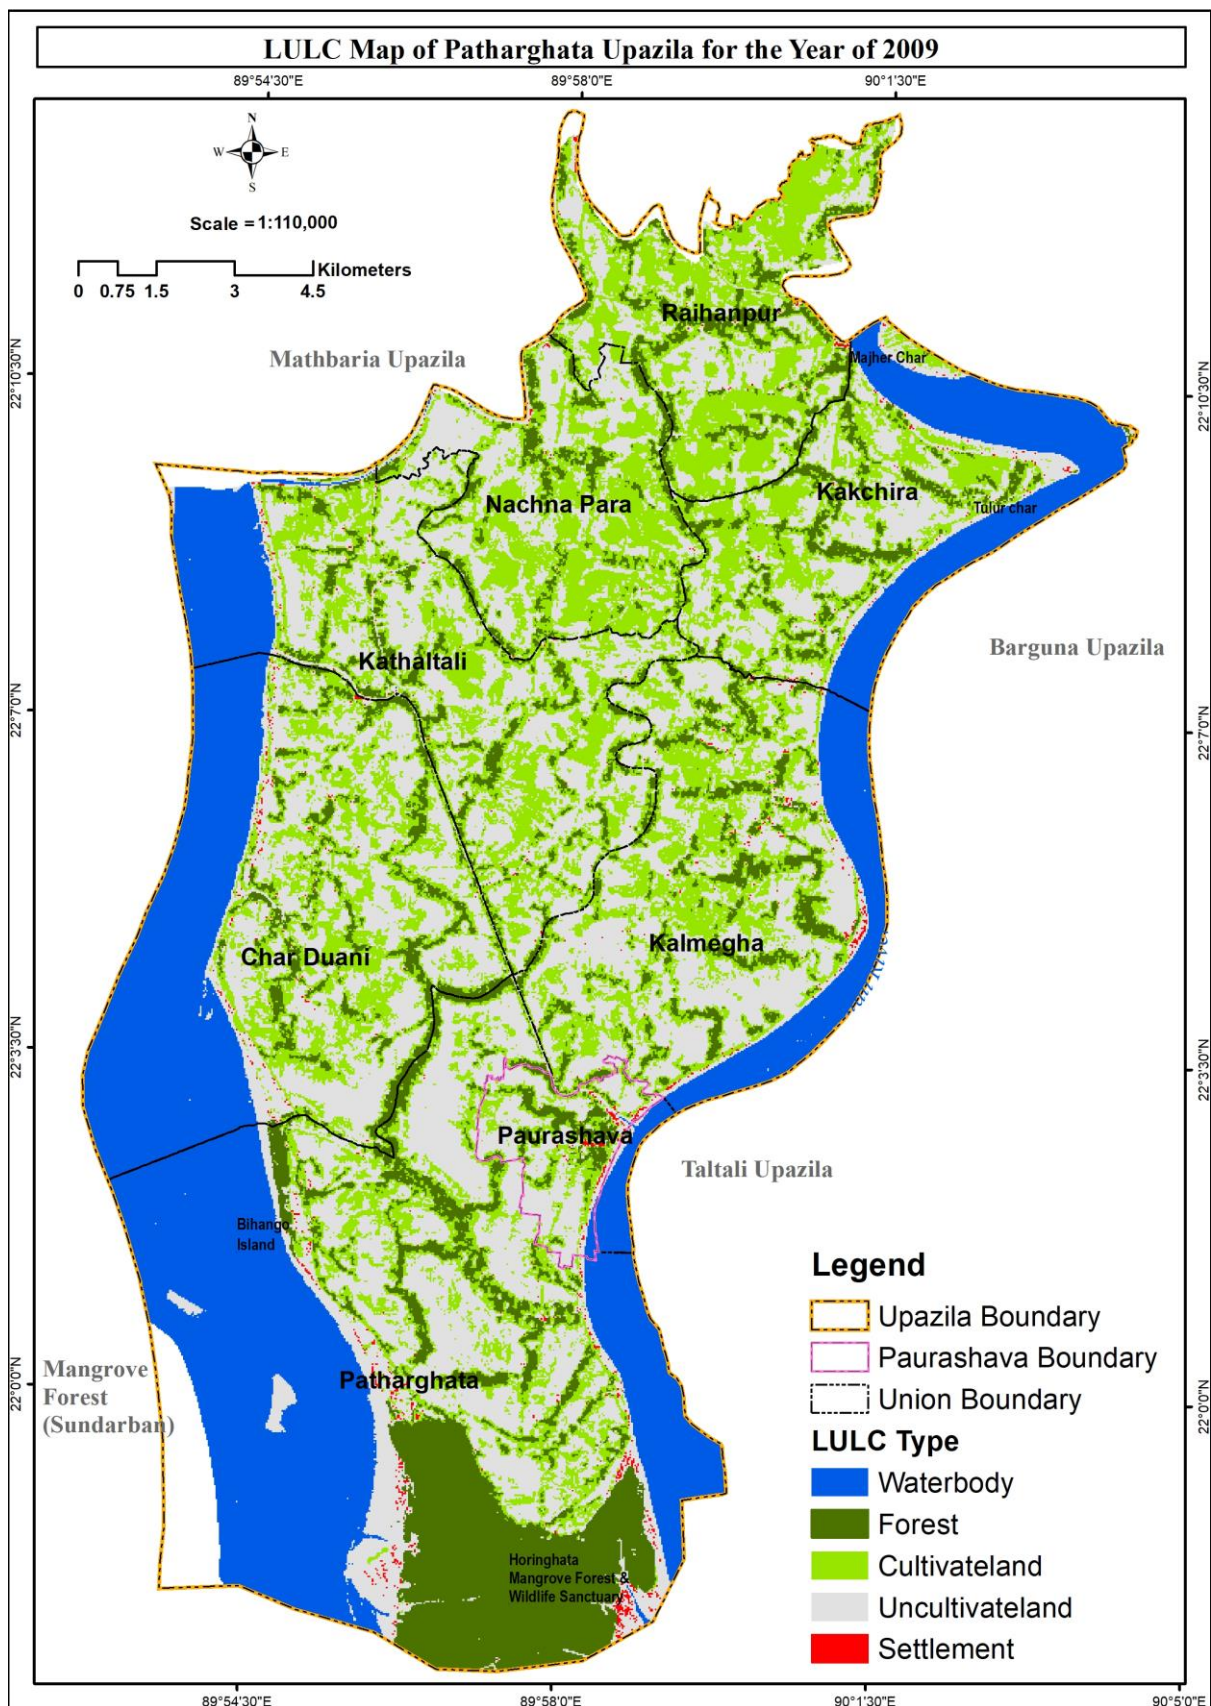 LULC Map of Patharghata Upazila for the Year of 2009
89°54'30"E
89°58'0"E
90°1'30"E
N
W
E
S
Scale = 1:110,000
Kilometers
0 0.75 1.5 3 4.5
Raihanpur
Majher Char
Mathbaria Upazila
22°10'30"N
22°10'30"N
Nachna Para
Kakchira
Tulur char
Barguna Upazila
Kathaltali
22°7'0"N
22°7'0"N
Kalmegha
Char Duani
22°3'30"N
22°3'30"N
Paurashava
Taltali Upazila
Bihango
Island
Legend
Upazila Boundary
Paurashava Boundary
Union Boundary
Mangrove
Forest
(Sundarban)
Patharghata
22°0'0"N
22°0'0"N
LULC Type
Waterbody
Forest
Cultivateland
Uncultivateland
Settlement
Horinghata
Mangrove Forest &
Wildlife Sanctuary
89°54'30"E
89°58'0"E
90°1'30"E
90°5'0"E